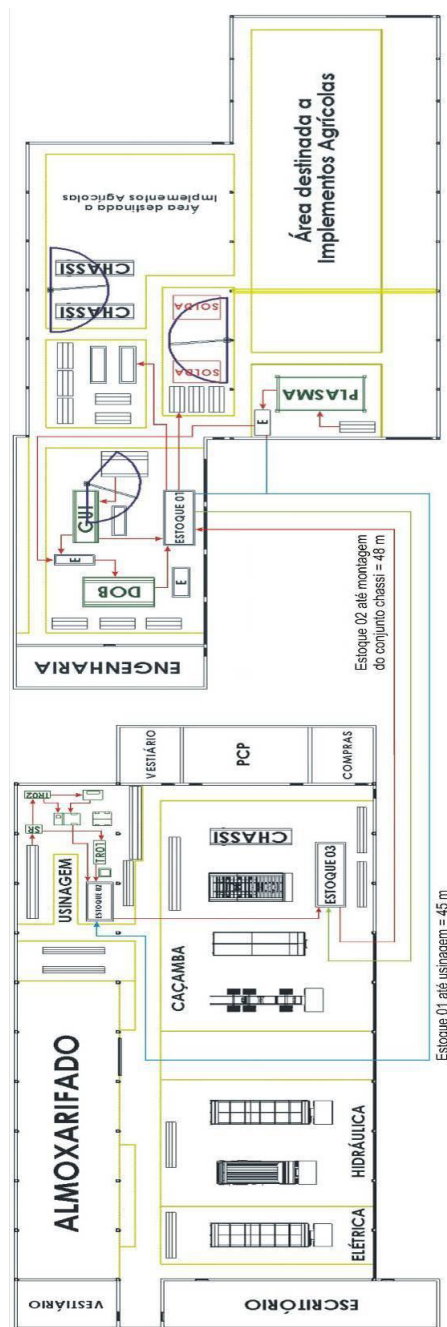 Área destinada a
Implementos Agrícolas
Área destinada a
Implementos Agrícolas
CHASSI
CHASSI
SOLDA
SOLDA
PLASMA
E
GUI
E
ESTOQUE 01
DOB
E
ENGENHARIA
Estoque 02 até montagem
do conjunto chassi = 48 m
VESTIÁRIO
PCP
COMPRAS
TR02
SR
TR01
USINAGEM
ESTOQUE 02
CHASSI
ESTOQUE 03
CAÇAMBA
Estoque 01 até usinagem = 45 m
ALMOXARIFADO
HIDRÁULICA
ELÉTRICA
VESTIÁRIO
ESCRITÓRIO